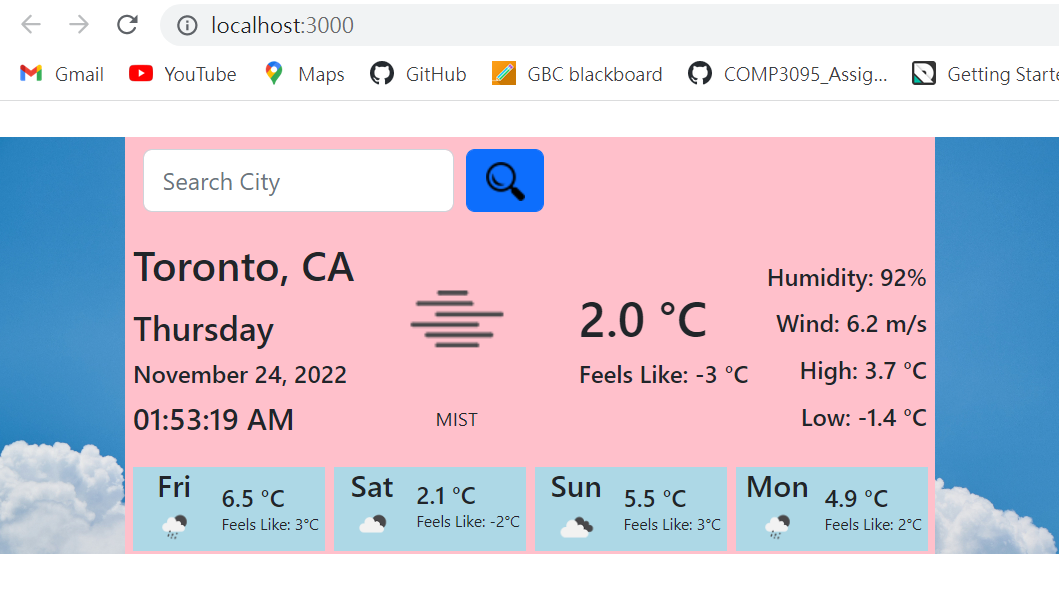 localhost:3000
Gmail YouTube Maps GitHub GBC blackboard COMP3095_Assig... Getting Starte
Search City
Toronto, CA
Thursday
November 24, 2022
01:53:19 AM
MIST
2.0 °C
Feels Like: -3 °C
Humidity: 92%
Wind: 6.2 m/s
High: 3.7 °C
Low: -1.4 °C
Fri
6.5 °C
Feels Like: 3°C
Sat
2.1 °C
Feels Like: -2°C
Sun
5.5 °C
Feels Like: 3°C
Mon
4.9 °C
Feels Like: 2°C